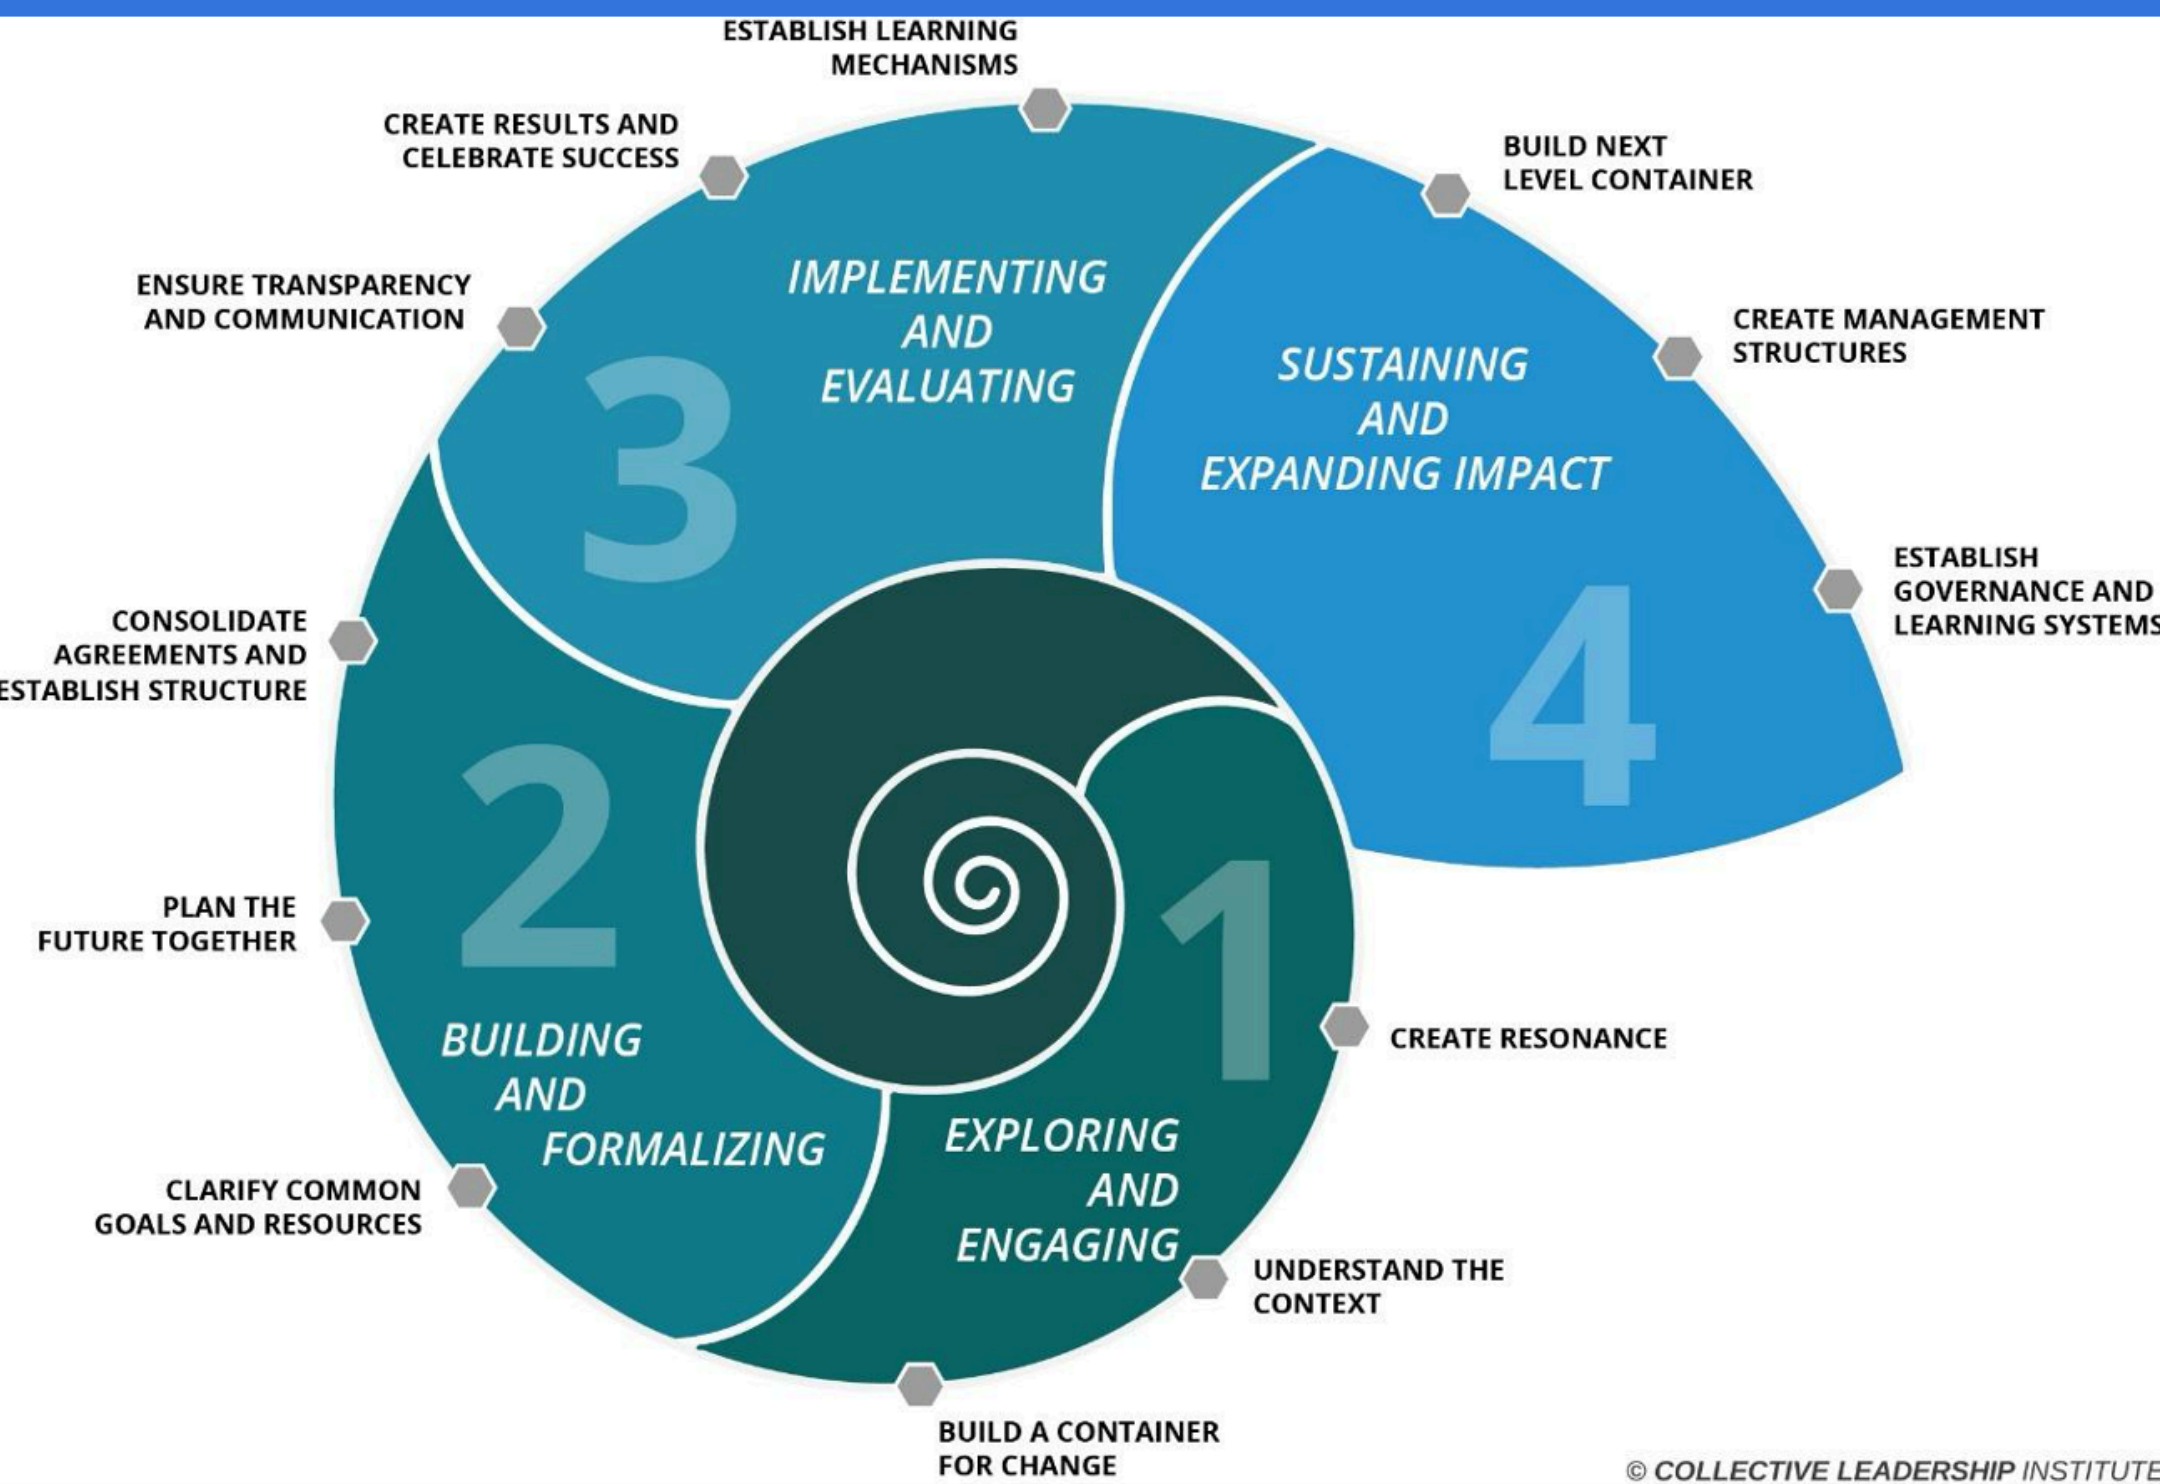 ESTABLISH LEARNING
MECHANISMS
CREATE RESULTS AND
CELEBRATE SUCCESS
BUILD NEXT
LEVEL CONTAINER
ENSURE TRANSPARENCY
AND COMMUNICATION
CREATE MANAGEMENT
STRUCTURES
IMPLEMENTING
AND
EVALUATING
3
SUSTAINING
AND
EXPANDING IMPACT
4
ESTABLISH
GOVERNANCE AND
LEARNING SYSTEMS
CONSOLIDATE
AGREEMENTS AND
ESTABLISH STRUCTURE
2
BUILDING
AND
FORMALIZING
PLAN THE
FUTURE TOGETHER
CLARIFY COMMON
GOALS AND RESOURCES
1
EXPLORING
AND
ENGAGING
CREATE RESONANCE
UNDERSTAND THE
CONTEXT
BUILD A CONTAINER
FOR CHANGE
© COLLECTIVE LEADERSHIP INSTITUTE